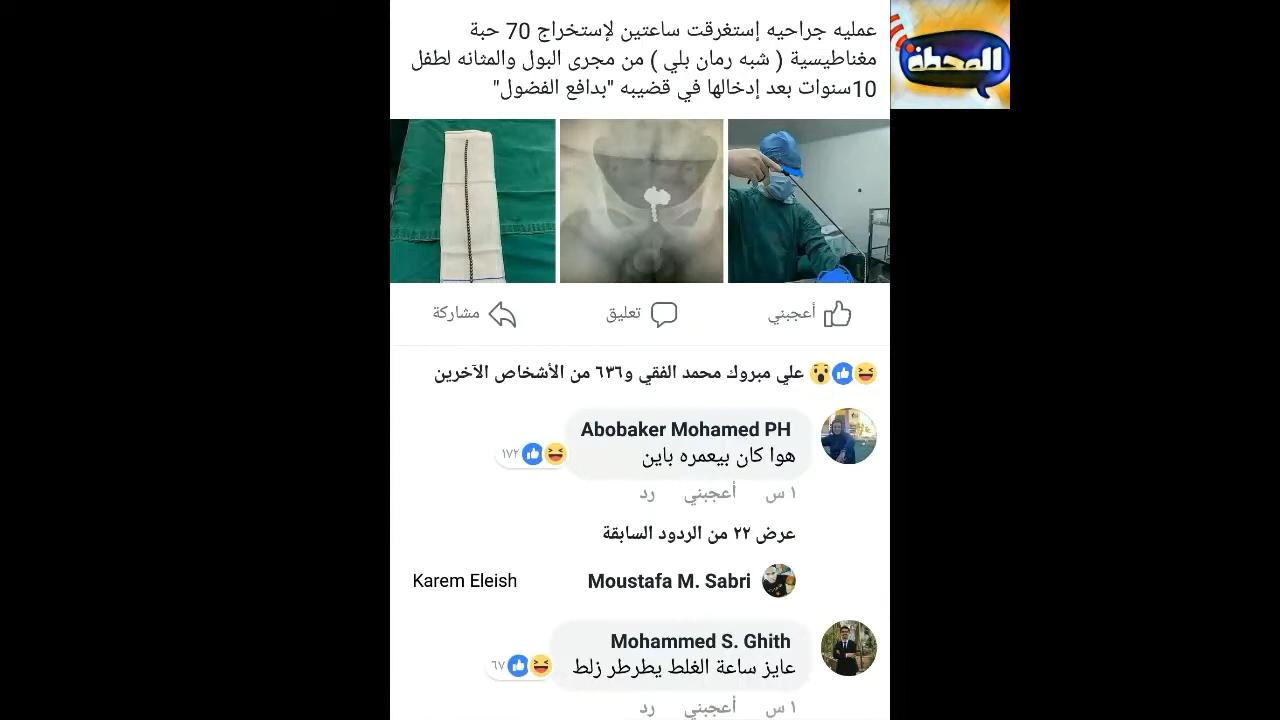 عمليه جراحيه إستغرقت ساعتين لإستخراج 70 حبة
مغناطيسية ( شبه رمان بلي ) من مجرى البول والمثانه لطفل
10سنوات بعد إدخالها في قضيبه "بدافع الفضول"
المحطة
أعجبني تعليق مشاركة
علي مبروك محمد الفقي و٦٣٦ من الأشخاص الآخرين
Abobaker Mohamed PH
هوا كان بيعمره باين
١٧٢
١ س أعجبني رد
عرض ٢٢ من الردود السابقة
Moustafa M. Sabri Karem Eleish
Mohammed S. Ghith
عايز ساعة الغلط يطرطر زلط
٦٧
١ س أعجبني رد